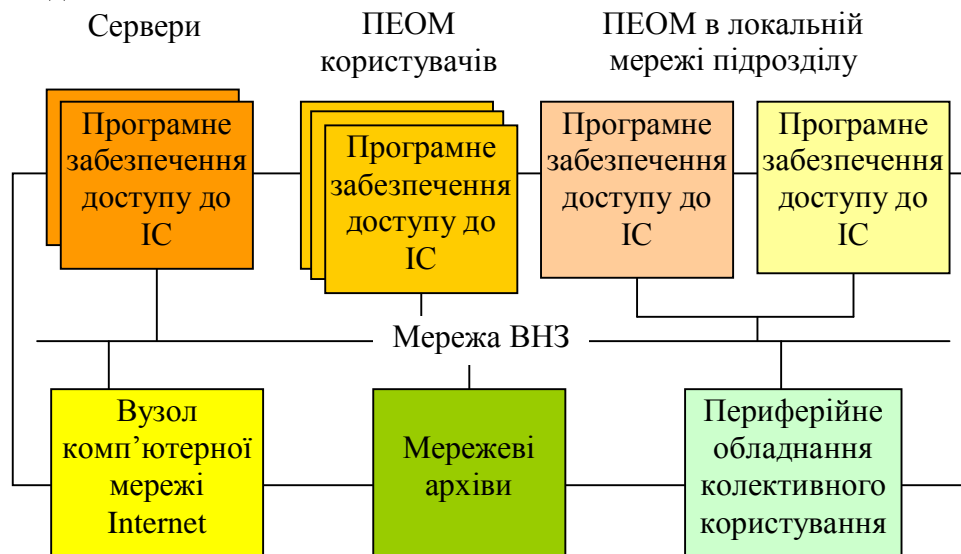 Сервери
ПЕОМ
користувачів
ПЕОМ в локальній
мережі підрозділу
Програмне
забезпечення
доступу до
ІС
Програмне
забезпечення
доступу до
ІС
Програмне
забезпечення
доступу до
ІС
Програмне
забезпечення
доступу до
ІС
Мережа ВНЗ
Вузол
комп’ютерної
мережі
Internet
Мережеві
архіви
Периферійне
обладнання
колективного
користування